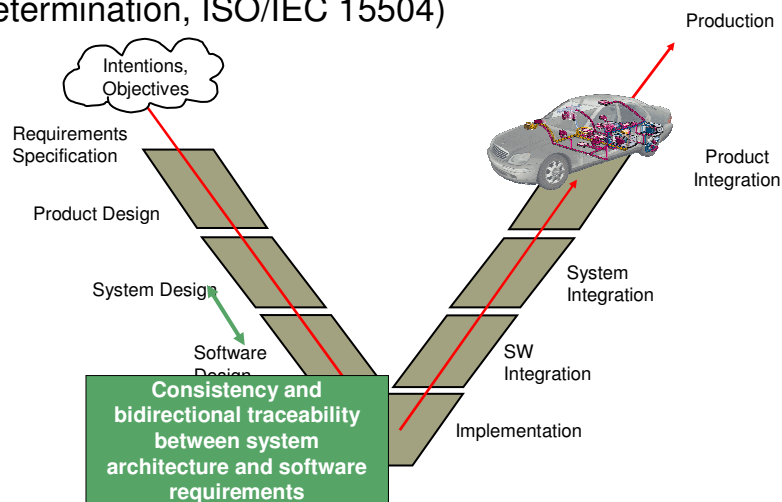 etermination, ISO/IEC 15504)
Production
Intentions,
Objectives
Requirements
Specification
Product
Integration
Product Design
System Design
System
Integration
Software
Design
SW
Integration
Consistency and
bidirectional traceability
between system
architecture and software
requirements
Implementation